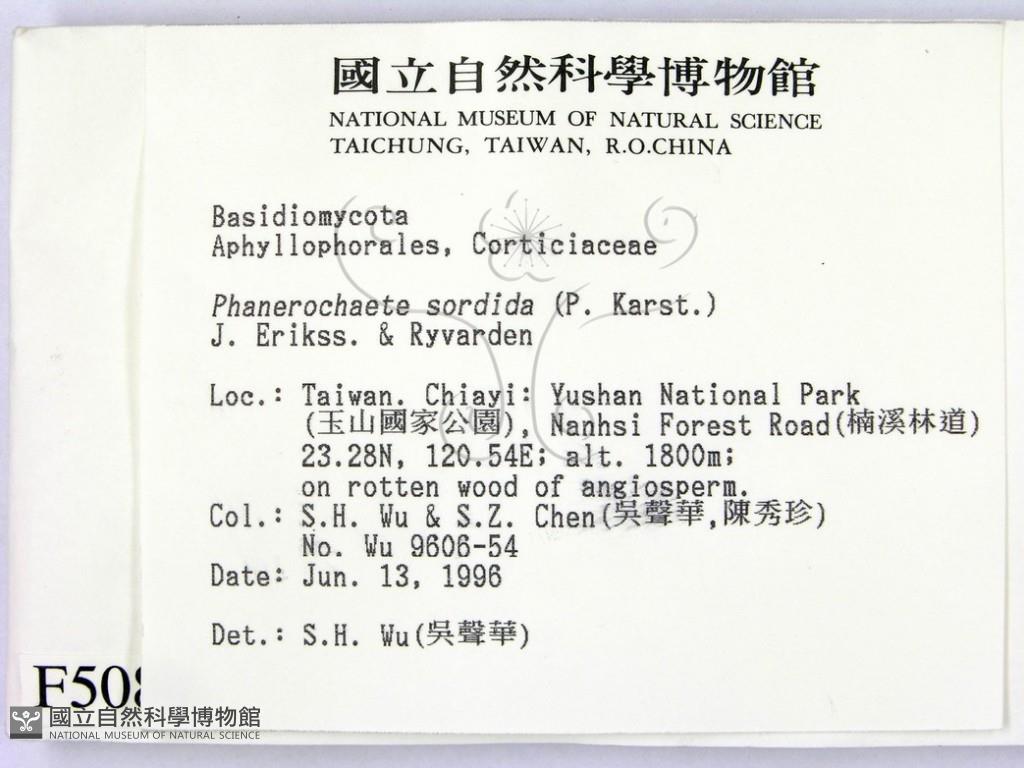 國立自然科學博物館
NATIONAL MUSEUM OF NATURAL SCIENCE
TAICHUNG, TAIWAN, R.O.CHINA
Basidiomycota
Aphyllophorales, Corticiaceae
Phanerochaete sordida (P. Karst.)
J. Erikss. & Ryvarden
Loc.: Taiwan. Chiayi: Yushan National Park
(玉山國家公園), Nanhsi Forest Road(楠溪林道)
23.28N, 120.54E; alt. 1800m;
on rotten wood of angiosperm.
Col.: S.H. Wu & S.Z. Chen(吳聲華,陳秀珍)
No. Wu 9606-54
Date: Jun. 13, 1996
Det.: S.H. Wu(吳聲華)
F508
國立自然科學博物館
NATIONAL MUSEUM OF NATURAL SCIENCE